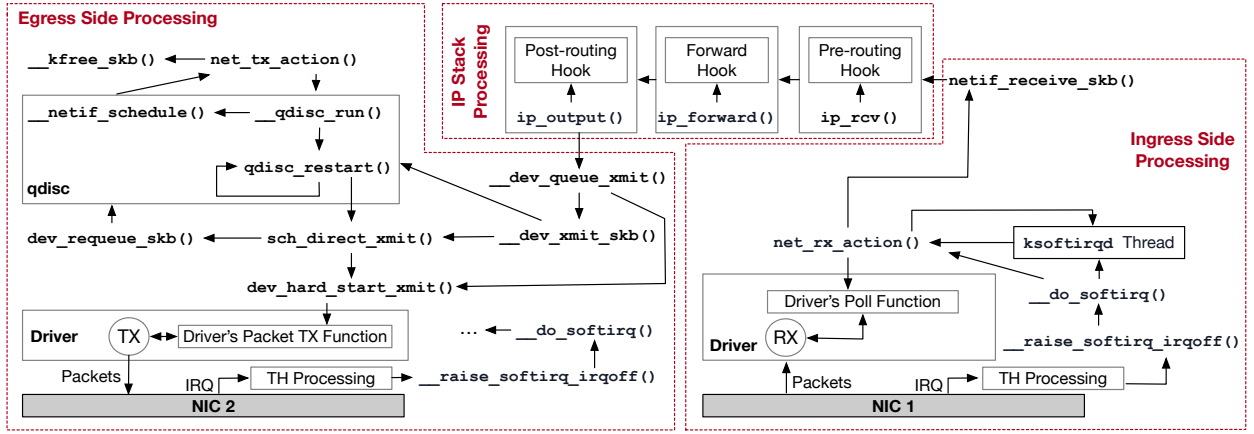 Egress Side Processing
__kfree_skb()
net_tx_action()
__netif_schedule()
__qdisc_run()
qdisc_restart()
qdisc
dev_requeue_skb()
sch_direct_xmit()
__dev_xmit_skb()
__dev_queue_xmit()
dev_hard_start_xmit()
Driver
TX
Driver's Packet TX Function
...
__do_softirq()
Packets
IRQ
TH Processing
__raise_softirq_irqoff()
NIC 2
IP Stack
Processing
Post-routing
Hook
ip_output()
Forward
Hook
ip_forward()
Pre-routing
Hook
ip_rcv()
netif_receive_skb()
Ingress Side
Processing
net_rx_action()
ksoftirqd Thread
Driver's Poll Function
__do_softirq()
Driver
RX
__raise_softirq_irqoff()
Packets
IRQ
TH Processing
NIC 1